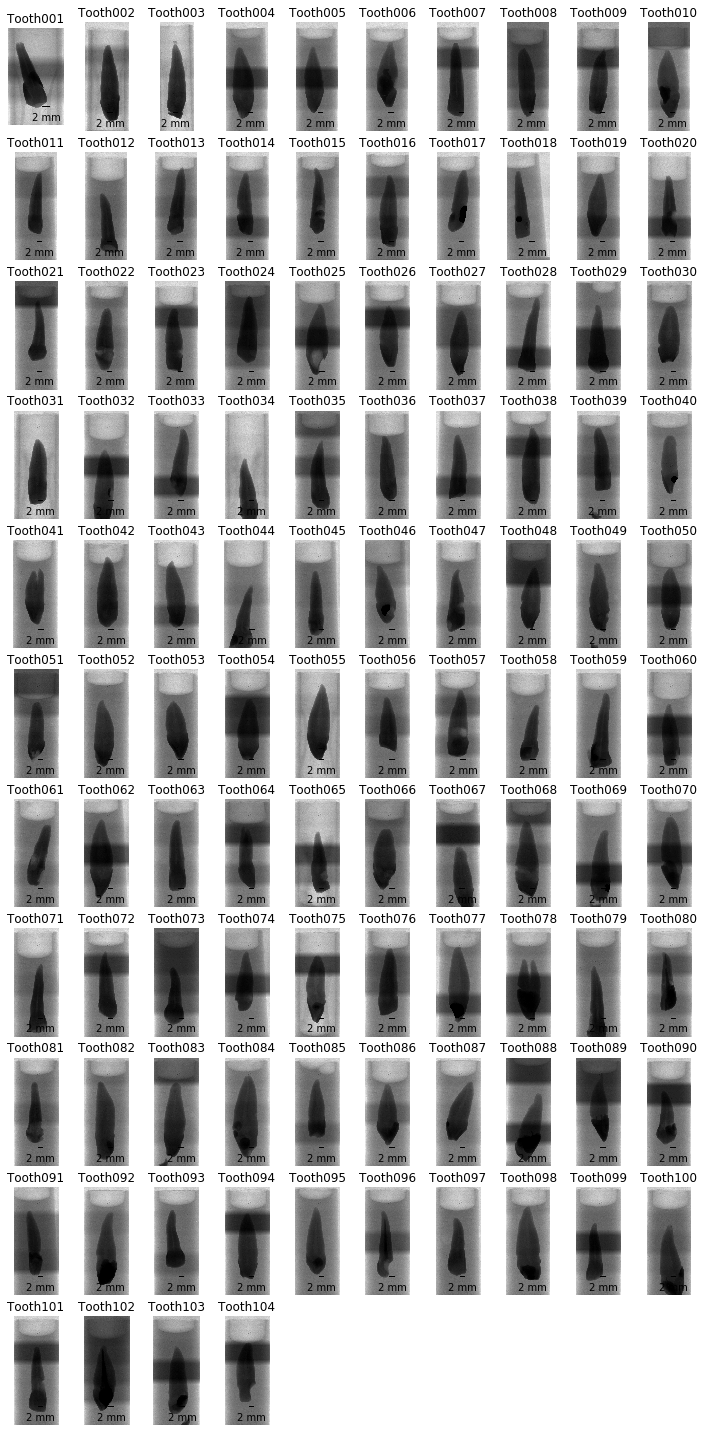 Tooth001 Tooth002 Tooth003 Tooth004 Tooth005 Tooth006 Tooth007 Tooth008 Tooth009 Tooth010
2 mm 2 mm 2 mm 2 mm 2 mm 2 mm 2 mm 2 mm 2 mm 2 mm
Tooth011 Tooth012 Tooth013 Tooth014 Tooth015 Tooth016 Tooth017 Tooth018 Tooth019 Tooth020
2 mm 2 mm 2 mm 2 mm 2 mm 2 mm 2 mm 2 mm 2 mm 2 mm
Tooth021 Tooth022 Tooth023 Tooth024 Tooth025 Tooth026 Tooth027 Tooth028 Tooth029 Tooth030
2 mm 2 mm 2 mm 2 mm 2 mm 2 mm 2 mm 2 mm 2 mm 2 mm
Tooth031 Tooth032 Tooth033 Tooth034 Tooth035 Tooth036 Tooth037 Tooth038 Tooth039 Tooth040
2 mm 2 mm 2 mm 2 mm 2 mm 2 mm 2 mm 2 mm 2 mm 2 mm
Tooth041 Tooth042 Tooth043 Tooth044 Tooth045 Tooth046 Tooth047 Tooth048 Tooth049 Tooth050
2 mm 2 mm 2 mm 2 mm 2 mm 2 mm 2 mm 2 mm 2 mm 2 mm
Tooth051 Tooth052 Tooth053 Tooth054 Tooth055 Tooth056 Tooth057 Tooth058 Tooth059 Tooth060
2 mm 2 mm 2 mm 2 mm 2 mm 2 mm 2 mm 2 mm 2 mm 2 mm
Tooth061 Tooth062 Tooth063 Tooth064 Tooth065 Tooth066 Tooth067 Tooth068 Tooth069 Tooth070
2 mm 2 mm 2 mm 2 mm 2 mm 2 mm 2 mm 2 mm 2 mm 2 mm
Tooth071 Tooth072 Tooth073 Tooth074 Tooth075 Tooth076 Tooth077 Tooth078 Tooth079 Tooth080
2 mm 2 mm 2 mm 2 mm 2 mm 2 mm 2 mm 2 mm 2 mm 2 mm
Tooth081 Tooth082 Tooth083 Tooth084 Tooth085 Tooth086 Tooth087 Tooth088 Tooth089 Tooth090
2 mm 2 mm 2 mm 2 mm 2 mm 2 mm 2 mm 2 mm 2 mm 2 mm
Tooth091 Tooth092 Tooth093 Tooth094 Tooth095 Tooth096 Tooth097 Tooth098 Tooth099 Tooth100
2 mm 2 mm 2 mm 2 mm 2 mm 2 mm 2 mm 2 mm 2 mm 2 mm
Tooth101 Tooth102 Tooth103 Tooth104
2 mm 2 mm 2 mm 2 mm